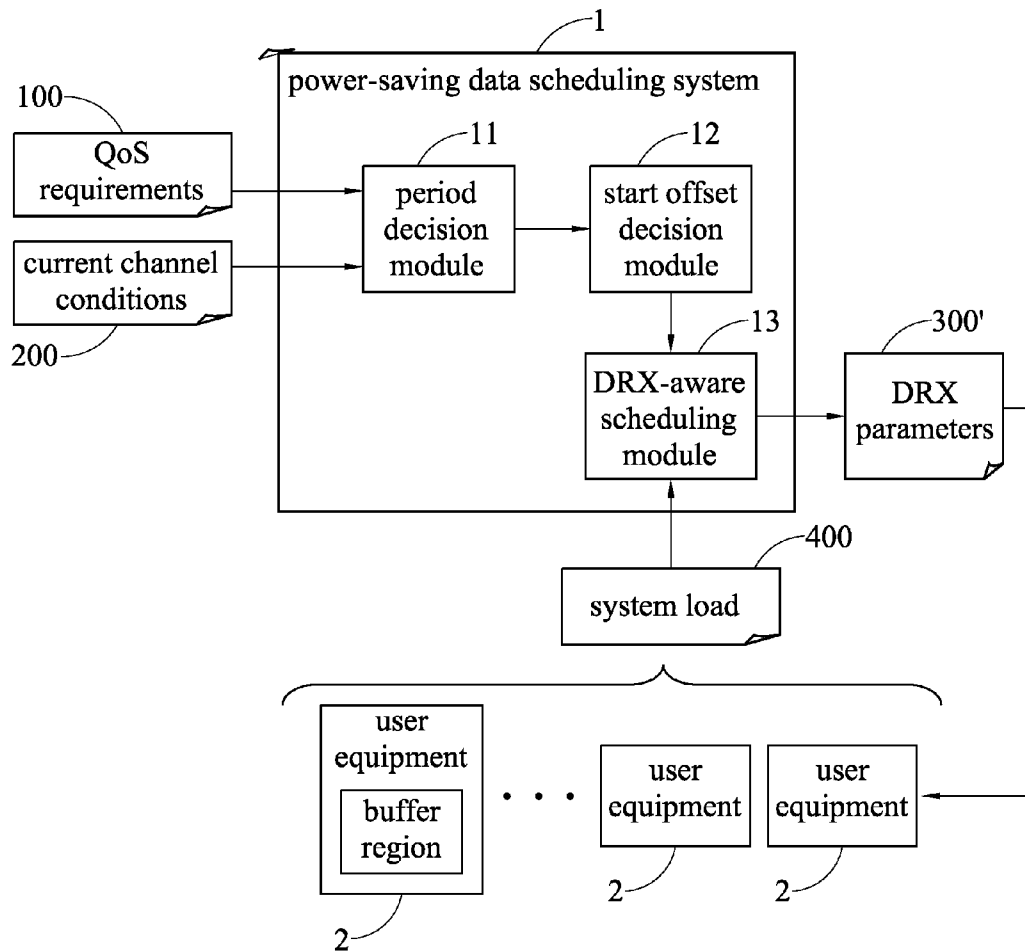 1
power-saving data scheduling system
100
QoS
requirements
11
period
decision
module
12
start offset
decision
module
current channel
conditions
200
13
DRX-aware
scheduling
module
300'
DRX
parameters
400
system load
user
equipment
buffer
region
2
. . .
user
equipment
2
user
equipment
2